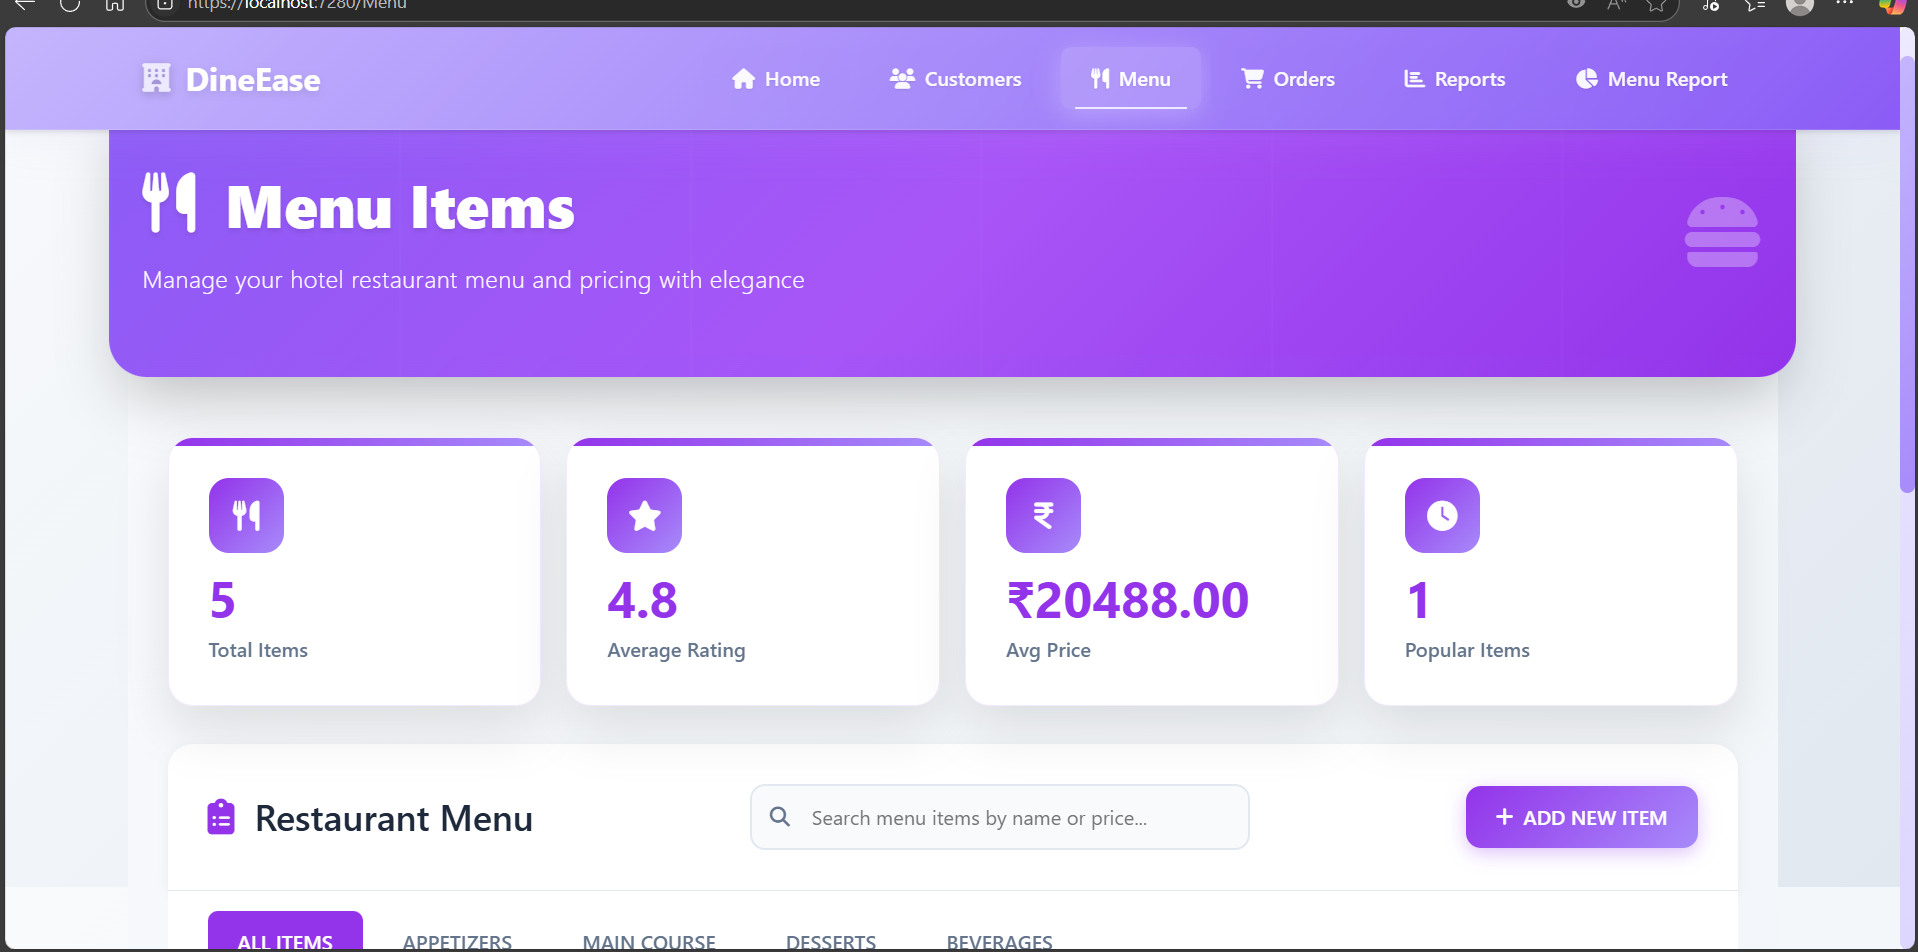 https://localhost:7280/Menu
DineEase
Home
Customers
Menu
Orders
Reports
Menu Report
Menu Items
Manage your hotel restaurant menu and pricing with elegance
5
Total Items
4.8
Average Rating
₹20488.00
Avg Price
1
Popular Items
Restaurant Menu
Search menu items by name or price...
+ ADD NEW ITEM
ALL ITEMS
APPETIZERS
MAIN COURSE
DESSERTS
BEVERAGES